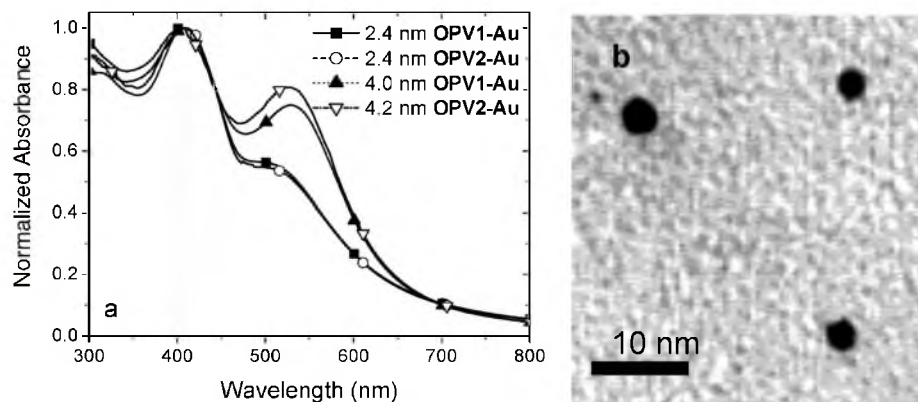 1.0
0.8
0.6
0.4
0.2
0.0
Normalized Absorbance
2.4 nm OPV1-Au
2.4 nm OPV2-Au
4.0 nm OPV1-Au
4.2 nm OPV2-Au
a
300 400 500 600 700 800
Wavelength (nm)
b
10 nm